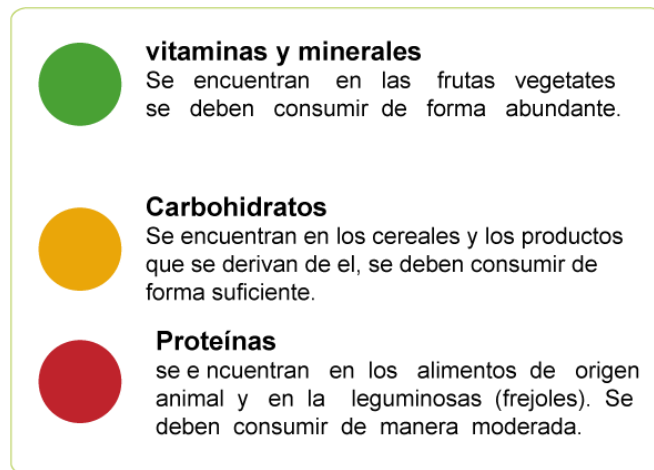 vitaminas y minerales
Se encuentran en las frutas vegetates
se deben consumir de forma abundante.
Carbohidratos
Se encuentran en los cereales y los productos
que se derivan de el, se deben consumir de
forma suficiente.
Proteínas
se e ncuentran en los alimentos de origen
animal y en la leguminosas (frejoles). Se
deben consumir de manera moderada.